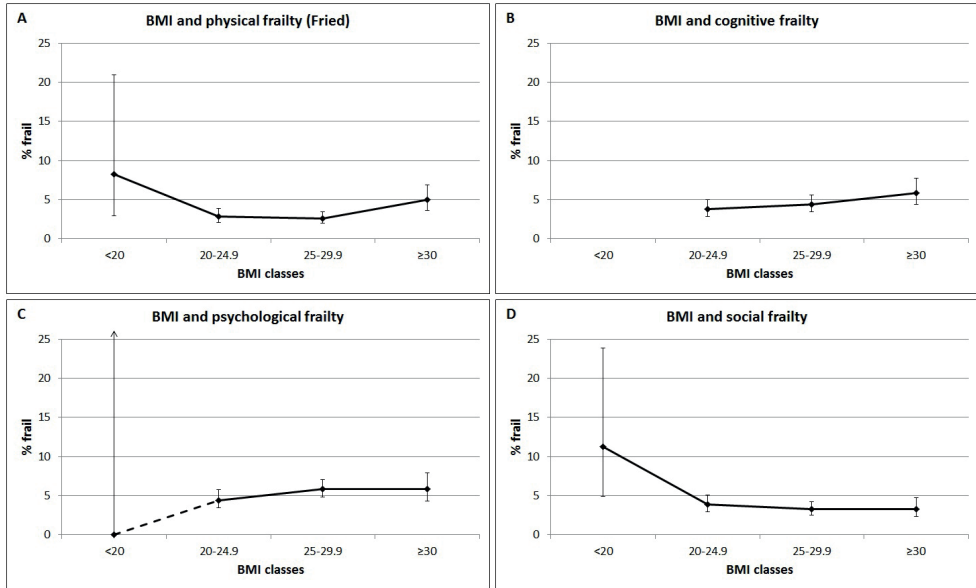 A
BMI and physical frailty (Fried)
25
20
15
10
5
0
% frail
<20 20-24.9 25-29.9 ≥30
BMI classes
B
BMI and cognitive frailty
25
20
15
10
5
0
% frail
<20 20-24.9 25-29.9 ≥30
BMI classes
C
BMI and psychological frailty
25
20
15
10
5
0
% frail
<20 20-24.9 25-29.9 ≥30
BMI classes
D
BMI and social frailty
25
20
15
10
5
0
% frail
<20 20-24.9 25-29.9 ≥30
BMI classes